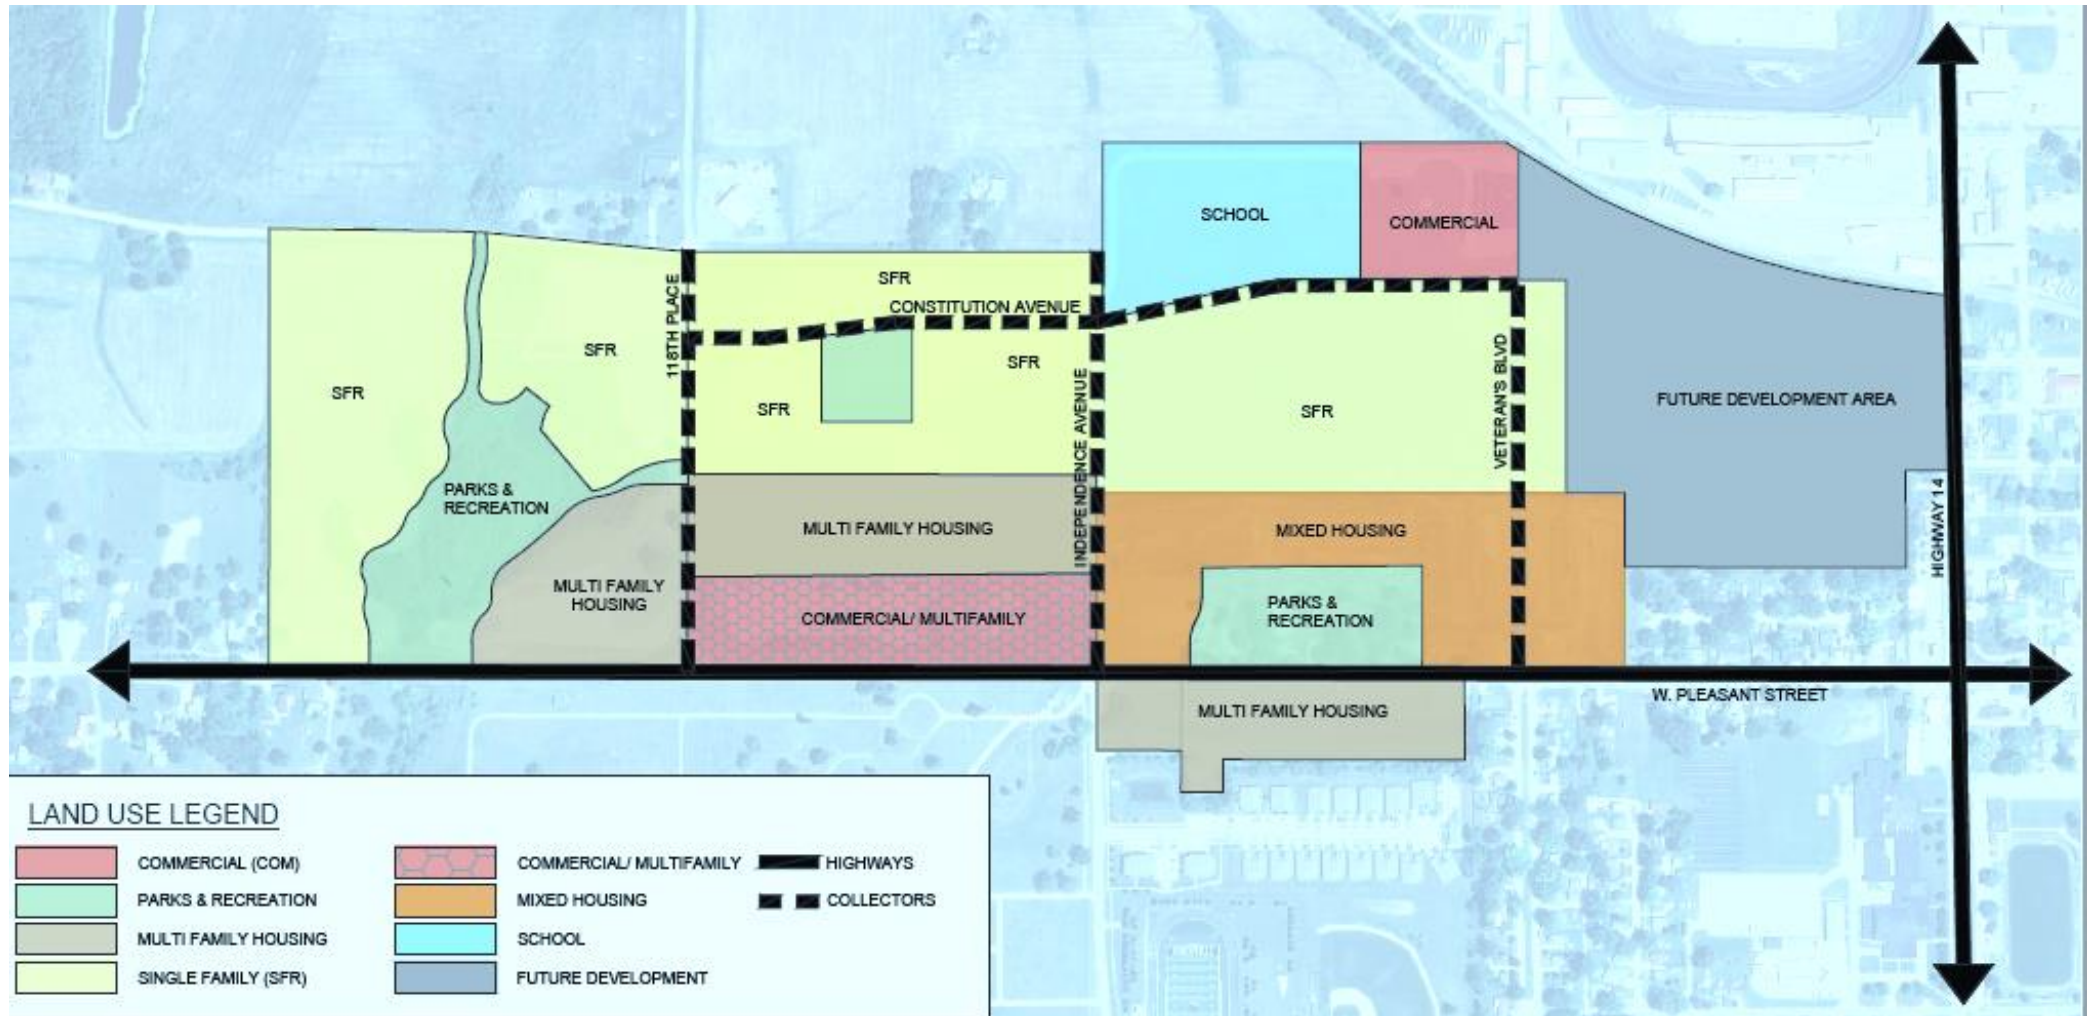 SCHOOL
COMMERCIAL
SFR
CONSTITUTION AVENUE
118TH PLACE
SFR
SFR
SFR
SFR
INDEPENDENCE AVENUE
SFR
VETERAN'S BLVD
FUTURE DEVELOPMENT AREA
PARKS &
RECREATION
MULTI FAMILY HOUSING
MIXED HOUSING
HIGHWAY 14
MULTI FAMILY
HOUSING
COMMERCIAL/ MULTIFAMILY
PARKS &
RECREATION
W. PLEASANT STREET
MULTI FAMILY HOUSING
LAND USE LEGEND
COMMERCIAL (COM)
PARKS & RECREATION
MULTI FAMILY HOUSING
SINGLE FAMILY (SFR)
COMMERCIAL/ MULTIFAMILY
MIXED HOUSING
SCHOOL
FUTURE DEVELOPMENT
HIGHWAYS
COLLECTORS